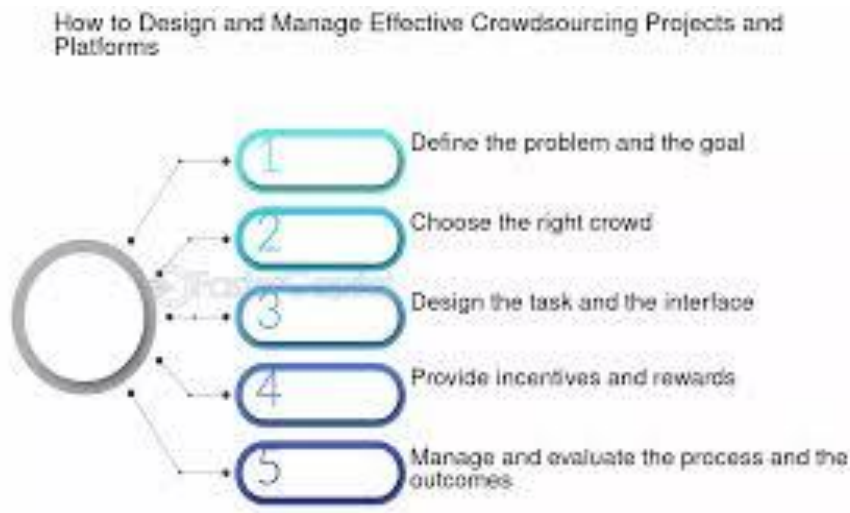 How to Design and Manage Effective Crowdsourcing Projects and
Platforms
1
Define the problem and the goal
2
Choose the right crowd
3
Design the task and the interface
4
Provide incentives and rewards
5
Manage and evaluate the process and the
outcomes